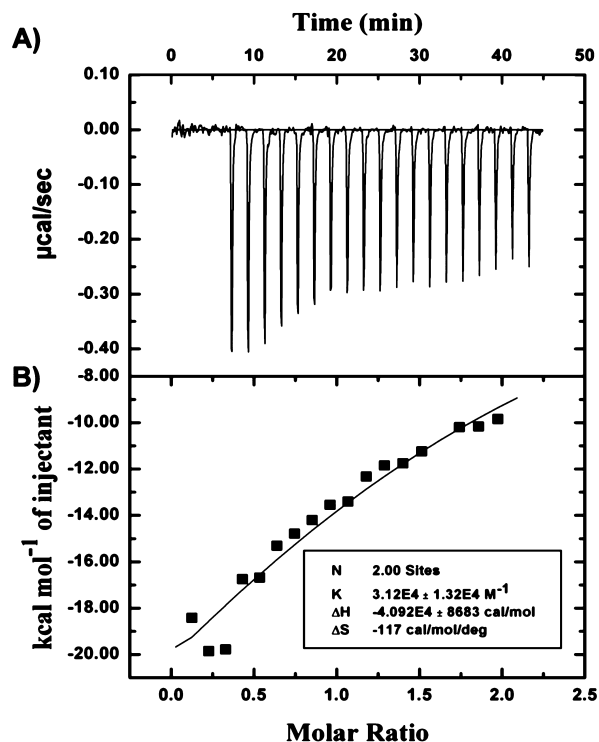 Time (min)
A)
0 10 20 30 40 50
0.10
0.00
-0.10
-0.20
-0.30
-0.40
µcal/sec
B)
-8.00
-10.00
-12.00
-14.00
-16.00
-18.00
-20.00
kcal mol⁻¹ of injectant
N 2.00 Sites
K 3.12E4 ± 1.32E4 M⁻¹
ΔH -4.092E4 ± 8683 cal/mol
ΔS -117 cal/mol/deg
0.0 0.5 1.0 1.5 2.0 2.5
Molar Ratio